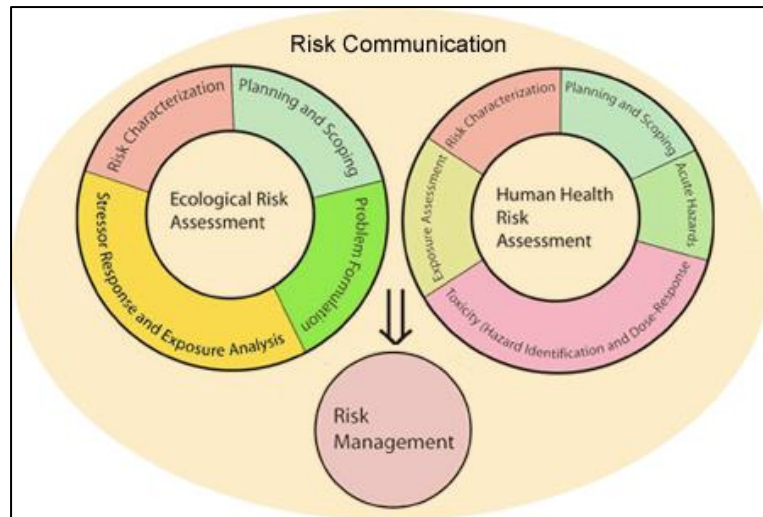 Risk Communication
Risk Characterization
Planning and Scoping
Problem Formulation
Stressor Response and Exposure Analysis
Ecological Risk
Assessment
Risk Characterization
Planning and Scoping
Acute Hazards
Toxicity (Hazard Identification and Dose-Response
Exposure Assessment
Human Health
Risk
Assessment
Risk
Management